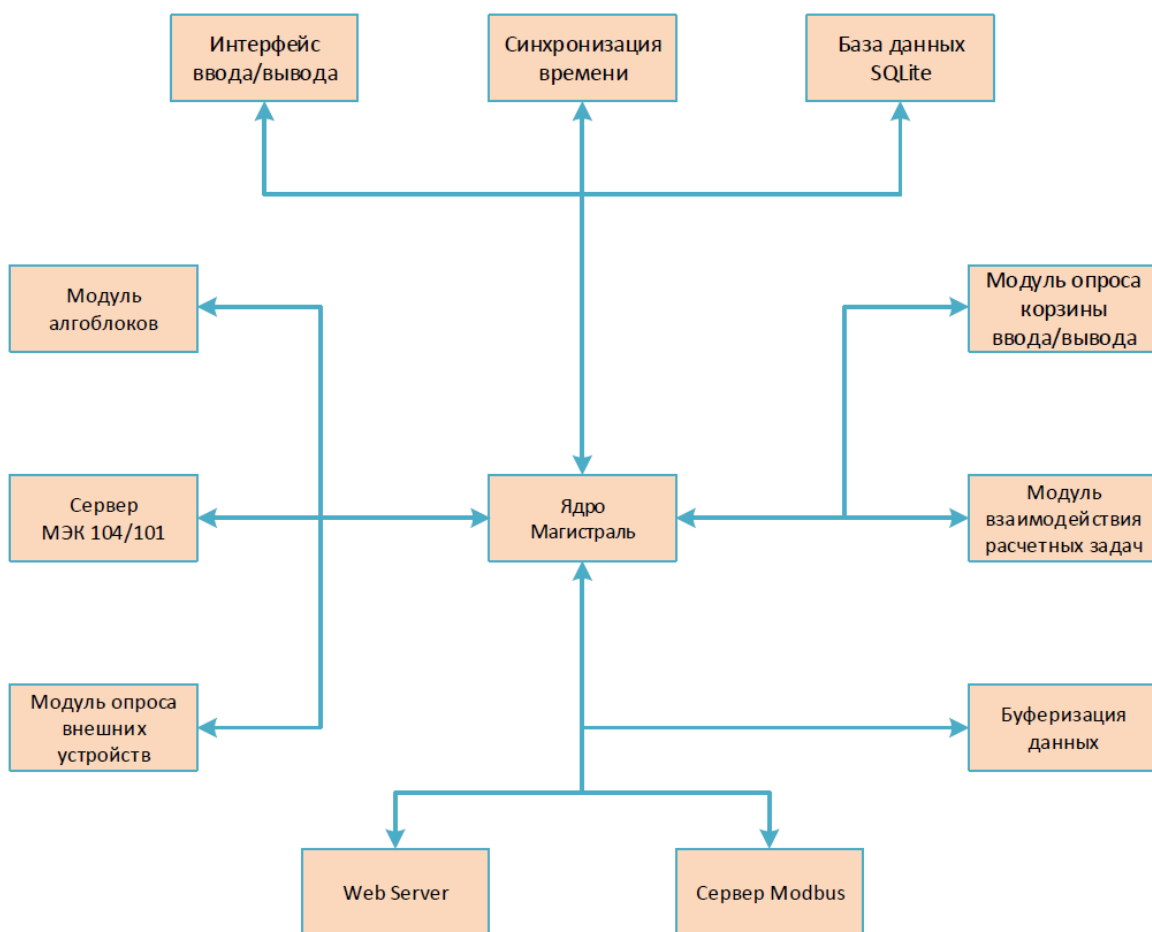 Интерфейс
ввода/вывода
Синхронизация
времени
База данных
SQLite
Модуль
алгоблоков
Модуль опроса
корзины
ввода/вывода
Сервер
МЭК 104/101
Ядро
Магистраль
Модуль
взаимодействия
расчетных задач
Модуль опроса
внешних
устройств
Буферизация
данных
Web Server
Сервер Modbus